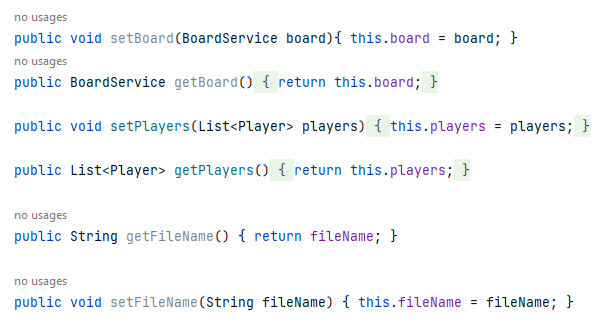 no usages
public void setBoard(BoardService board){ this.board = board; }
no usages
public BoardService getBoard() { return this.board; }
public void setPlayers(List<Player> players) { this.players = players; }
public List<Player> getPlayers() { return this.players; }
no usages
public String getFileName() { return fileName; }
no usages
public void setFileName(String fileName) { this.fileName = fileName; }